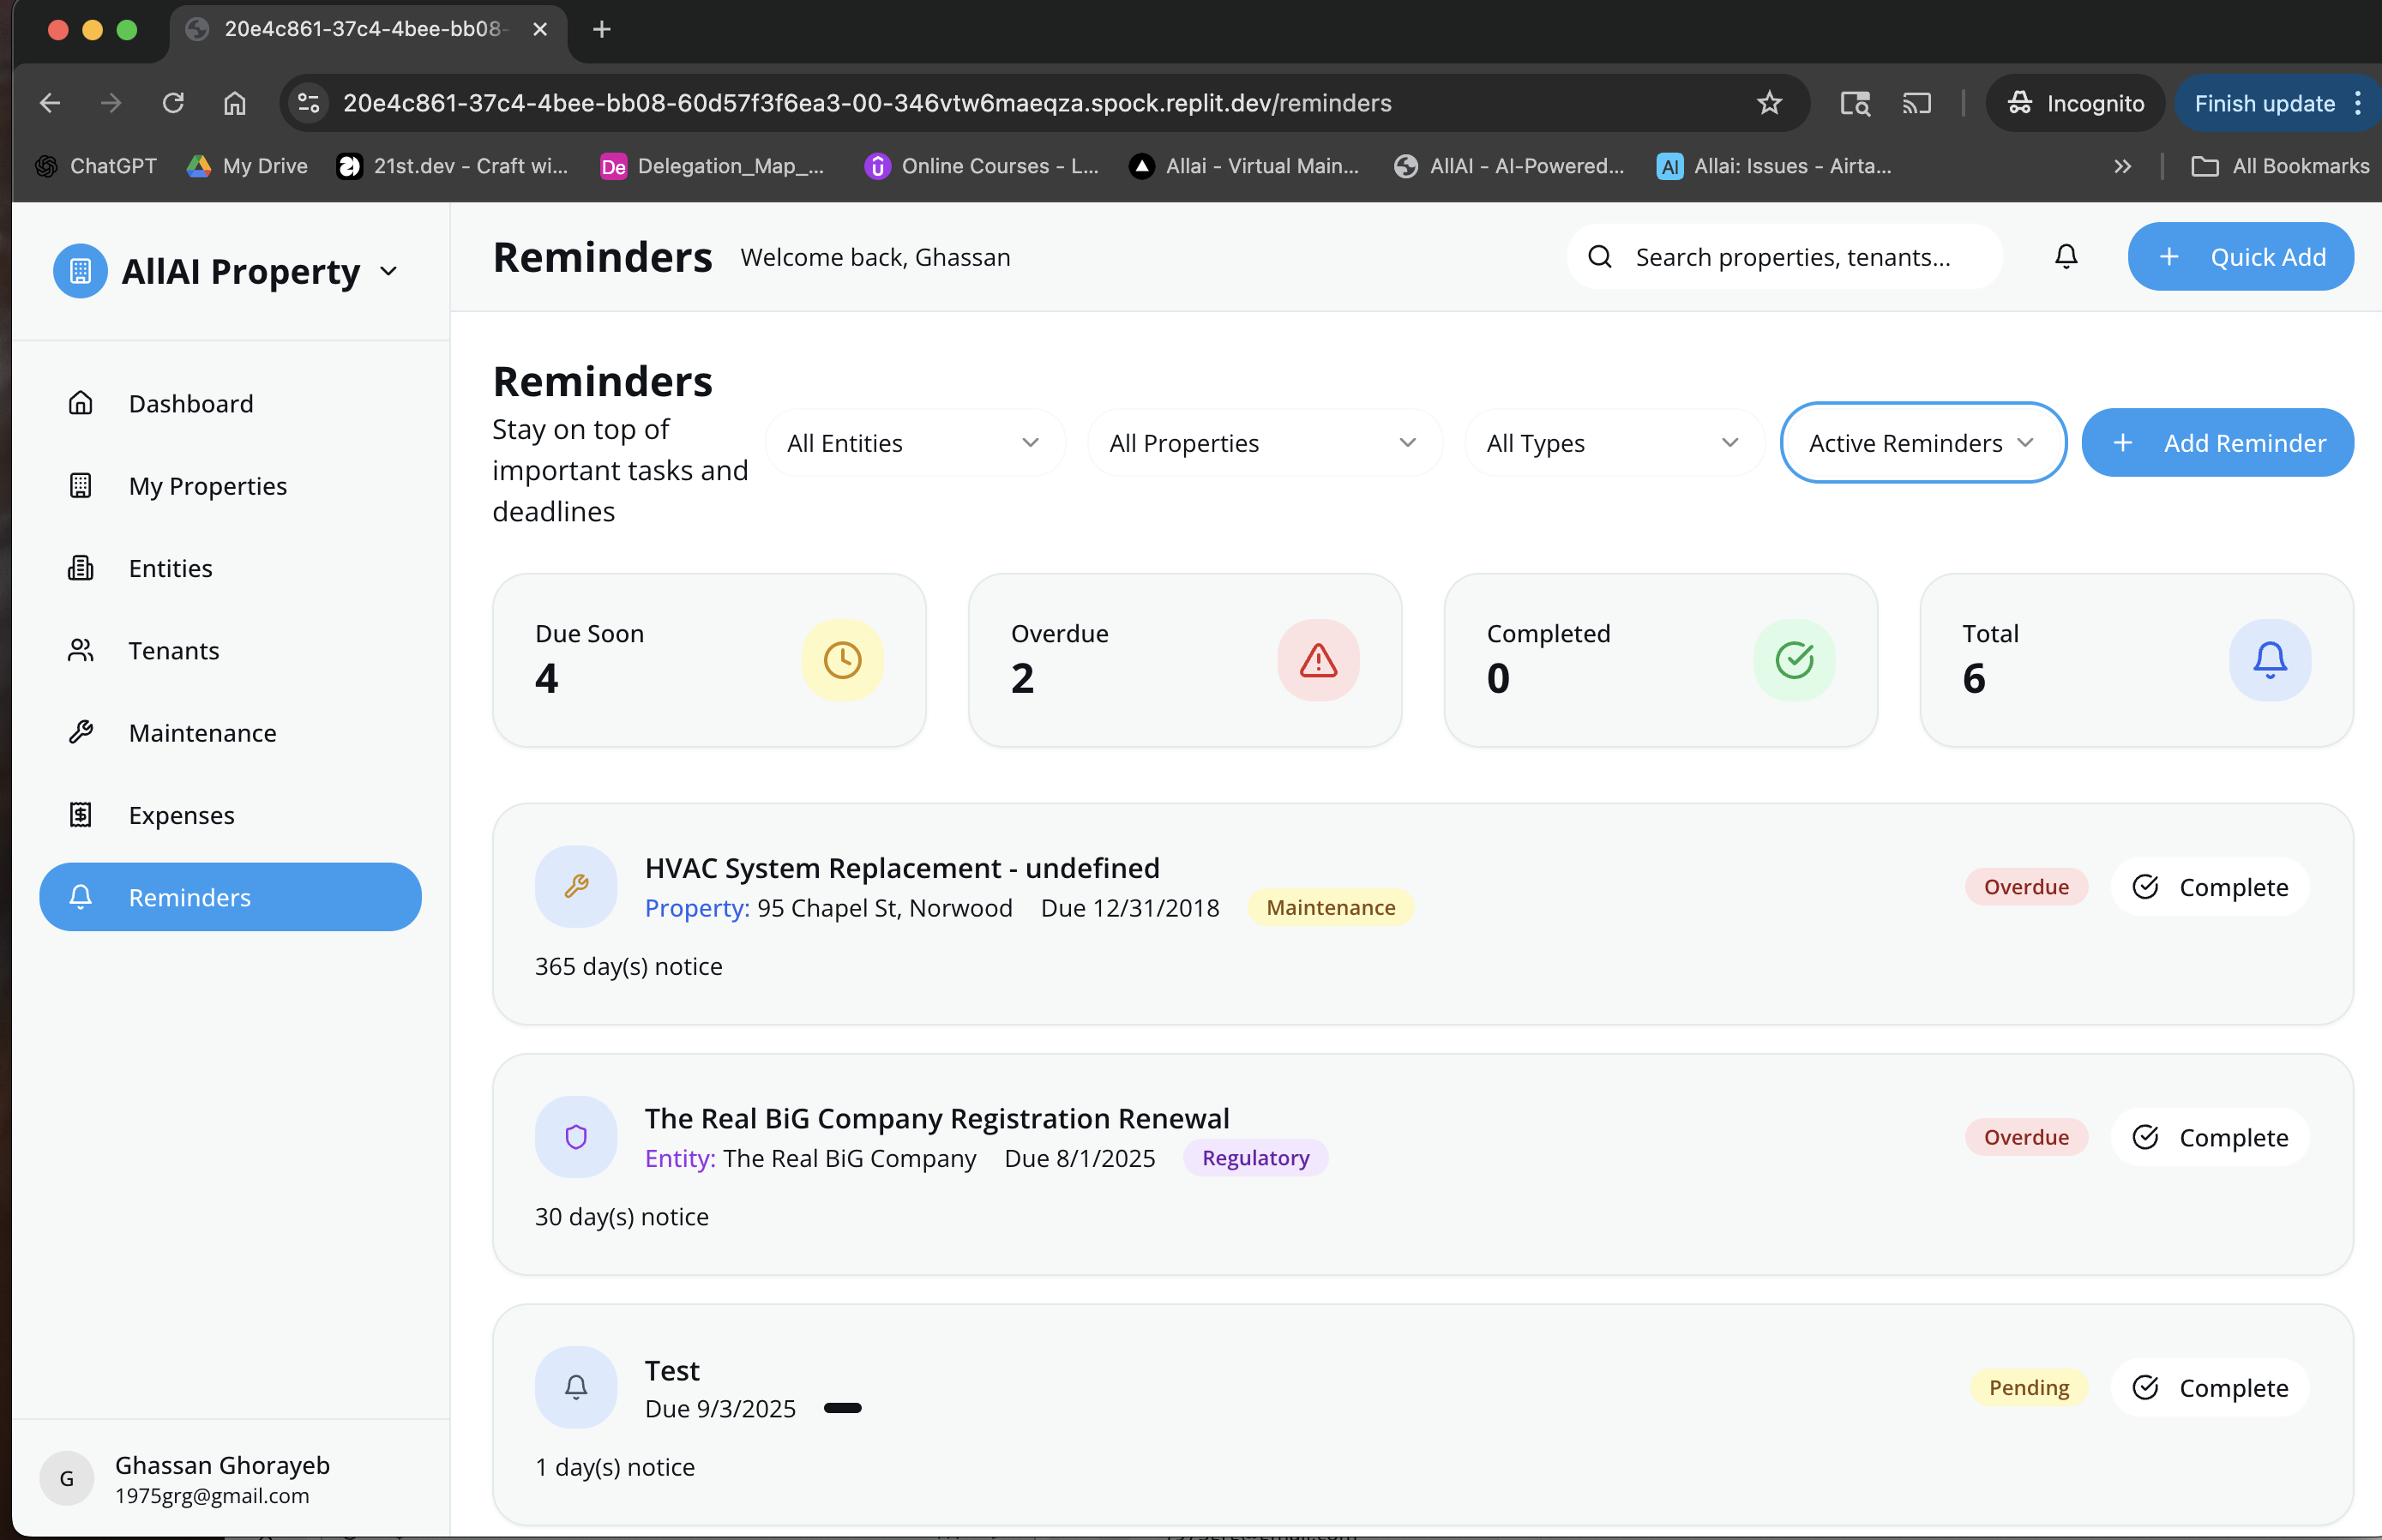 20e4c861-37c4-4bee-bb08-
20e4c861-37c4-4bee-bb08-60d57f3f6ea3-00-346vtw6maeqza.spock.replit.dev/reminders
Incognito
Finish update
ChatGPT
My Drive
21st.dev - Craft wi...
De
Delegation_Map_...
Online Courses - L...
Allai - Virtual Main...
AllAI - AI-Powered...
AI
Allai: Issues - Airta...
All Bookmarks
AllAI Property
Reminders
Welcome back, Ghassan
Search properties, tenants...
Quick Add
Dashboard
My Properties
Entities
Tenants
Maintenance
Expenses
Reminders
Ghassan Ghorayeb
G
1975grg@gmail.com
Reminders
Stay on top of
important tasks and
deadlines
All Entities
All Properties
All Types
Active Reminders
Add Reminder
Due Soon
4
Overdue
2
Completed
0
Total
6
HVAC System Replacement - undefined
Property: 95 Chapel St, Norwood Due 12/31/2018 Maintenance
Overdue
Complete
365 day(s) notice
The Real BiG Company Registration Renewal
Entity: The Real BiG Company Due 8/1/2025 Regulatory
Overdue
Complete
30 day(s) notice
Test
Due 9/3/2025
Pending
Complete
1 day(s) notice